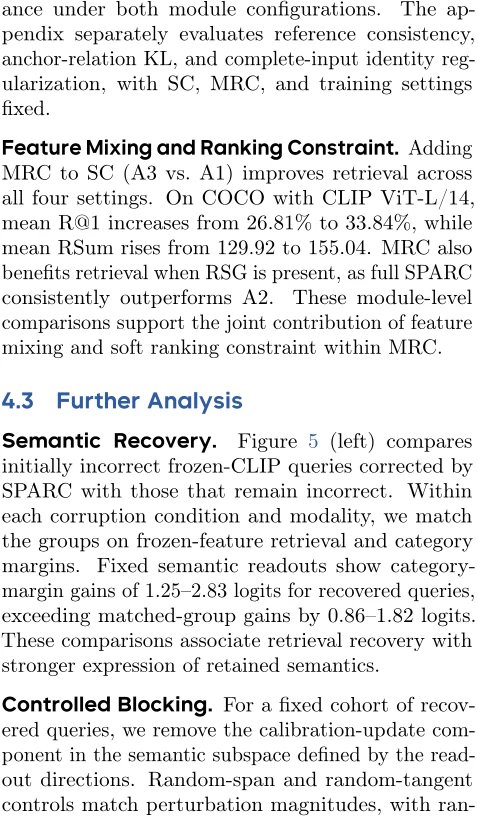 ance under both module configurations. The ap-
pendix separately evaluates reference consistency,
anchor-relation KL, and complete-input identity reg-
ularization, with SC, MRC, and training settings
fixed.
Feature Mixing and Ranking Constraint. Adding
MRC to SC (A3 vs. A1) improves retrieval across
all four settings. On COCO with CLIP ViT-L/14,
mean R@1 increases from 26.81% to 33.84%, while
mean RSum rises from 129.92 to 155.04. MRC also
benefits retrieval when RSG is present, as full SPARC
consistently outperforms A2. These module-level
comparisons support the joint contribution of feature
mixing and soft ranking constraint within MRC.
4.3 Further Analysis
Semantic Recovery. Figure 5 (left) compares
initially incorrect frozen-CLIP queries corrected by
SPARC with those that remain incorrect. Within
each corruption condition and modality, we match
the groups on frozen-feature retrieval and category
margins. Fixed semantic readouts show category-
margin gains of 1.25–2.83 logits for recovered queries,
exceeding matched-group gains by 0.86–1.82 logits.
These comparisons associate retrieval recovery with
stronger expression of retained semantics.
Controlled Blocking. For a fixed cohort of recov-
ered queries, we remove the calibration-update com-
ponent in the semantic subspace defined by the read-
out directions. Random-span and random-tangent
controls match perturbation magnitudes, with ran-